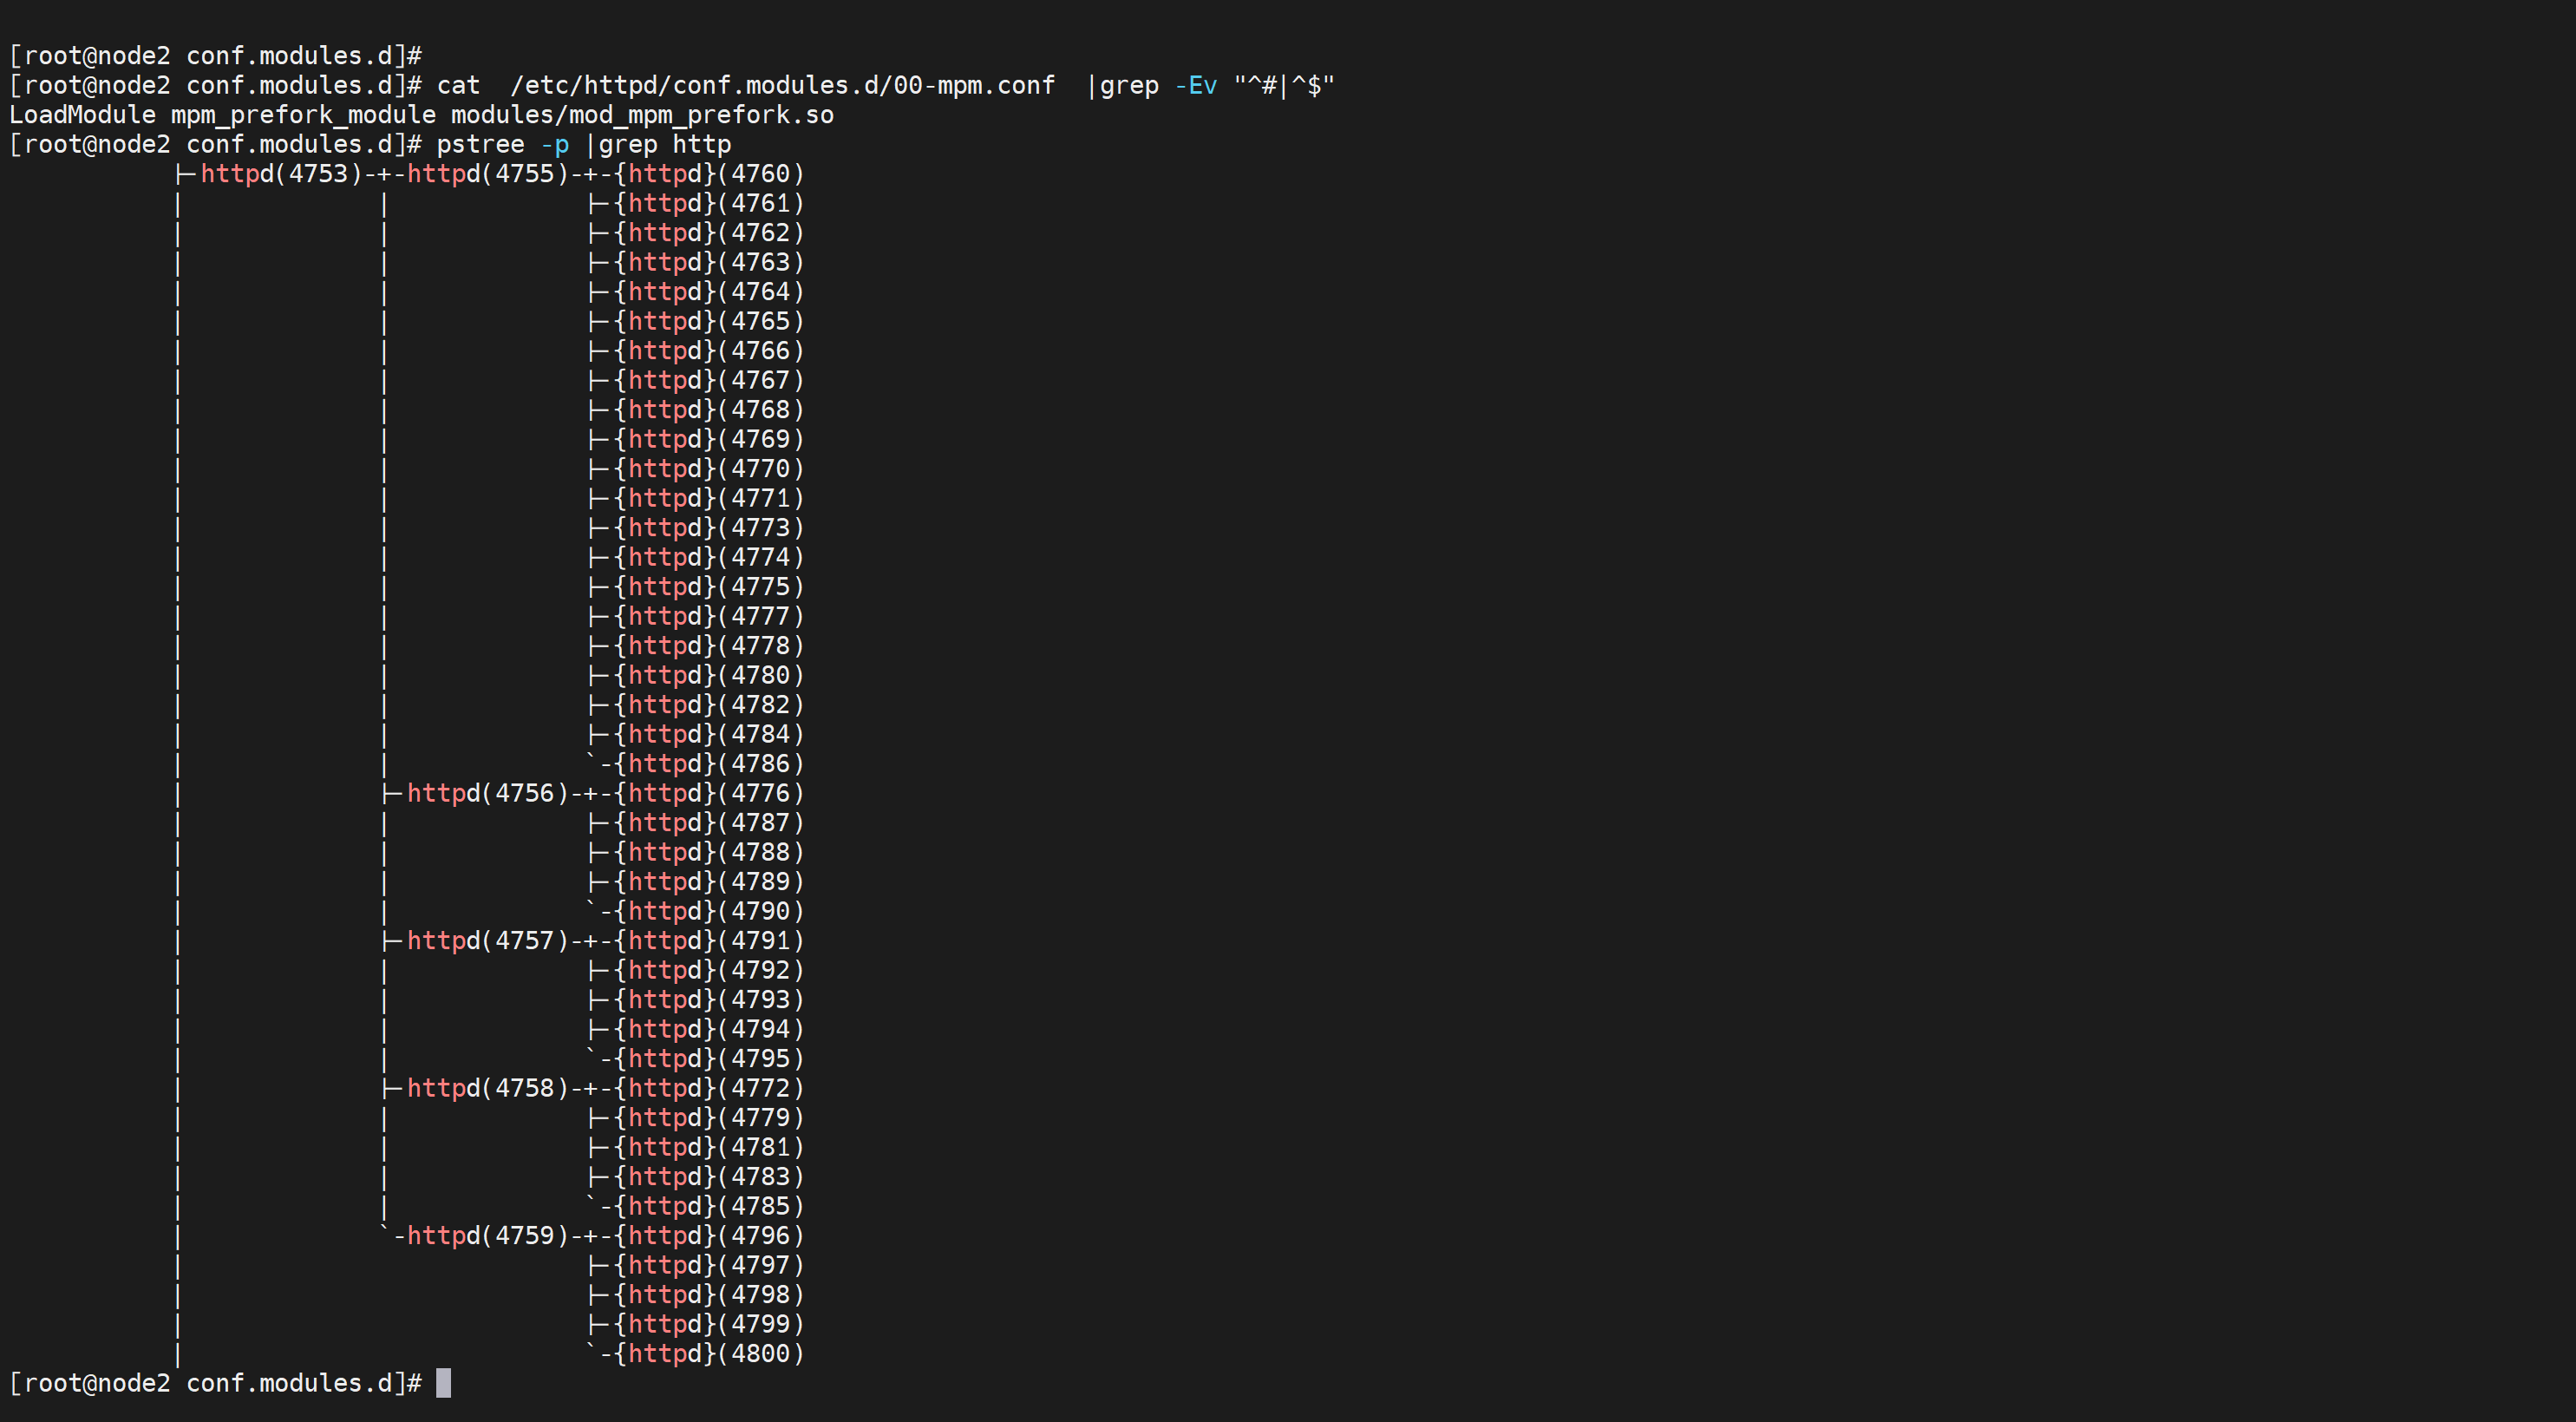 [root@node2 conf.modules.d]#
[root@node2 conf.modules.d]# cat  /etc/httpd/conf.modules.d/00-mpm.conf  |grep -Ev "^#|^$"
LoadModule mpm_prefork_module modules/mod_mpm_prefork.so
[root@node2 conf.modules.d]# pstree -p |grep http
           ├-httpd(4753)-+-httpd(4755)-+-{httpd}(4760)
           |             |             ├-{httpd}(4761)
           |             |             ├-{httpd}(4762)
           |             |             ├-{httpd}(4763)
           |             |             ├-{httpd}(4764)
           |             |             ├-{httpd}(4765)
           |             |             ├-{httpd}(4766)
           |             |             ├-{httpd}(4767)
           |             |             ├-{httpd}(4768)
           |             |             ├-{httpd}(4769)
           |             |             ├-{httpd}(4770)
           |             |             ├-{httpd}(4771)
           |             |             ├-{httpd}(4773)
           |             |             ├-{httpd}(4774)
           |             |             ├-{httpd}(4775)
           |             |             ├-{httpd}(4777)
           |             |             ├-{httpd}(4778)
           |             |             ├-{httpd}(4780)
           |             |             ├-{httpd}(4782)
           |             |             ├-{httpd}(4784)
           |             |             `-{httpd}(4786)
           |             ├-httpd(4756)-+-{httpd}(4776)
           |             |             ├-{httpd}(4787)
           |             |             ├-{httpd}(4788)
           |             |             ├-{httpd}(4789)
           |             |             `-{httpd}(4790)
           |             ├-httpd(4757)-+-{httpd}(4791)
           |             |             ├-{httpd}(4792)
           |             |             ├-{httpd}(4793)
           |             |             ├-{httpd}(4794)
           |             |             `-{httpd}(4795)
           |             ├-httpd(4758)-+-{httpd}(4772)
           |             |             ├-{httpd}(4779)
           |             |             ├-{httpd}(4781)
           |             |             ├-{httpd}(4783)
           |             |             `-{httpd}(4785)
           |             `-httpd(4759)-+-{httpd}(4796)
           |                           ├-{httpd}(4797)
           |                           ├-{httpd}(4798)
           |                           ├-{httpd}(4799)
           |                           `-{httpd}(4800)
[root@node2 conf.modules.d]#